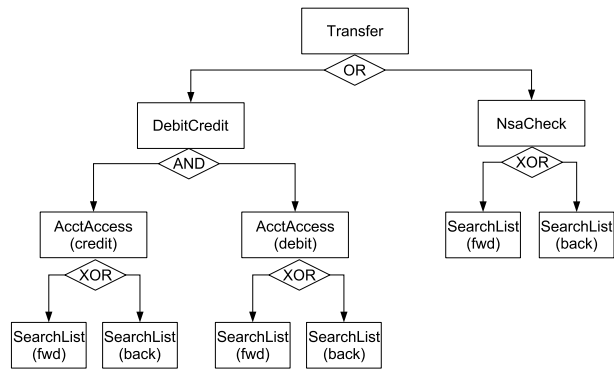 Transfer
OR
DebitCredit
NsaCheck
AND
XOR
AcctAccess
(credit)
AcctAccess
(debit)
SearchList
(fwd)
SearchList
(back)
XOR
XOR
SearchList
(fwd)
SearchList
(back)
SearchList
(fwd)
SearchList
(back)